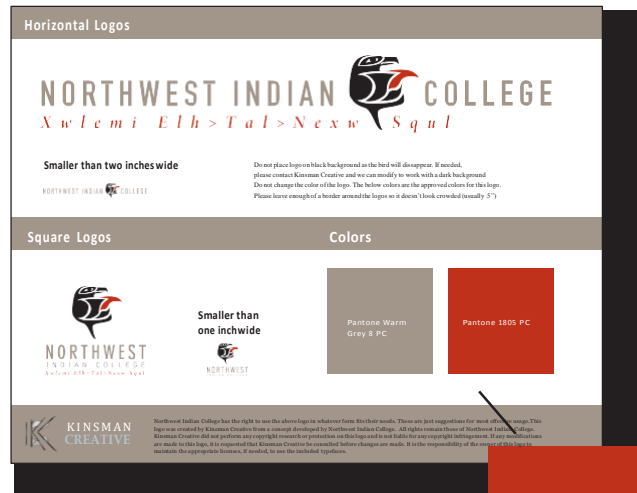 Horizontal Logos
NORTHWEST INDIAN COLLEGE
Xwlemi Elh>Tal>Nexw Squl
Smaller than two inches wide
NORTHWEST INDIAN COLLEGE
Do not place logo on black background as the bird will dissappear. If needed,
please contact Kinsman Creative and we can modify to work with a dark background
Do not change the color of the logo. The below colors are the approved colors for this logo.
Please leave enough of a border around the logos so it doesn't look crowded (usually .5")
Square Logos
Colors
NORTHWEST
INDIAN COLLEGE
Xwlemi Elh>Tal>Nexw Squl
Smaller than
one inch wide
NORTHWEST
Pantone Warm
Grey 8 PC
Pantone 1805 PC
KINSMAN
CREATIVE
Northwest Indian College has the right to use the above logo in whatever form fits their needs. These are just suggestions for most effective usage. This
logo was created by Kinsman Creative from a concept developed by Northwest Indian College. All rights remain those of Northwest Indian College.
Kinsman Creative did not perform any copyright research or protection on this logo and is not liable for any copyright infringement. If any modifications
are made to this logo, it is requested that Kinsman Creative be consulted before changes are made. It is the responsibility of the owner of this logo to
maintain the appropriate licenses, if needed, to use the included typefaces.